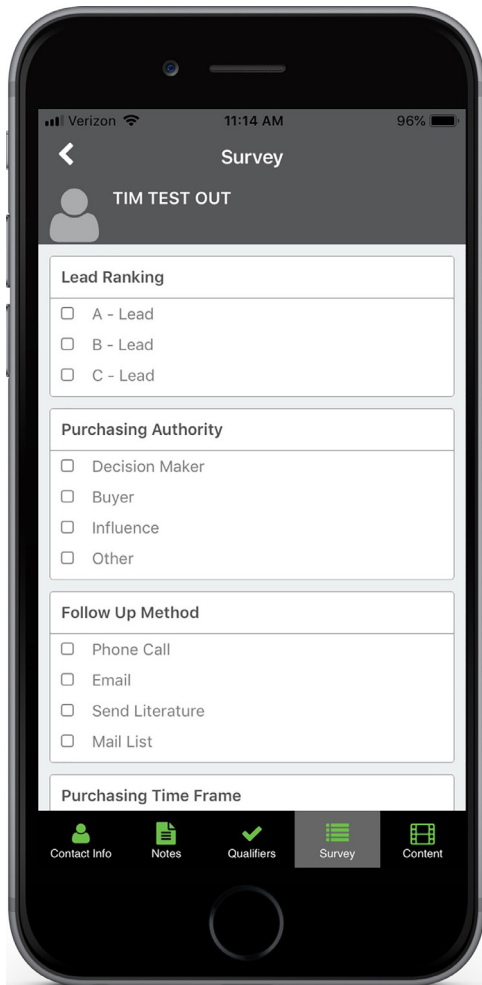 Verizon 11:14 AM 96%
Survey
TIM TEST OUT
Lead Ranking
A - Lead
B - Lead
C - Lead
Purchasing Authority
Decision Maker
Buyer
Influence
Other
Follow Up Method
Phone Call
Email
Send Literature
Mail List
Purchasing Time Frame
Contact Info Notes Qualifiers Survey Content